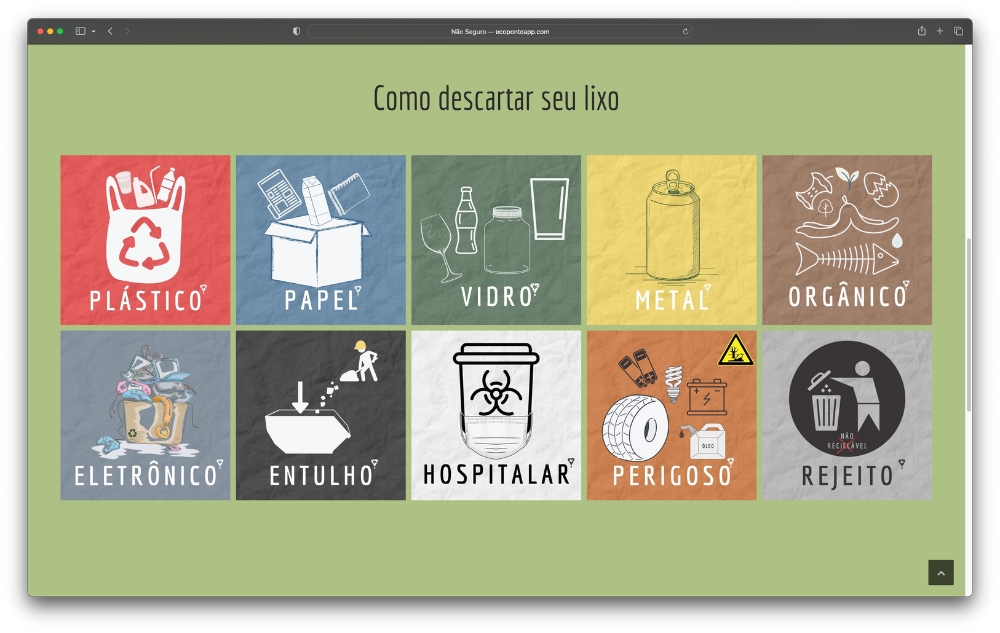 Não Seguro — ecopontoapp.com
Como descartar seu lixo
PLÁSTICO
PAPEL
VIDRO
METAL
ORGÂNICO
ELETRÔNICO
ENTULHO
HOSPITALAR
ÓLEO
PERIGOSO
NÃO
RECICLÁVEL
REJEITO